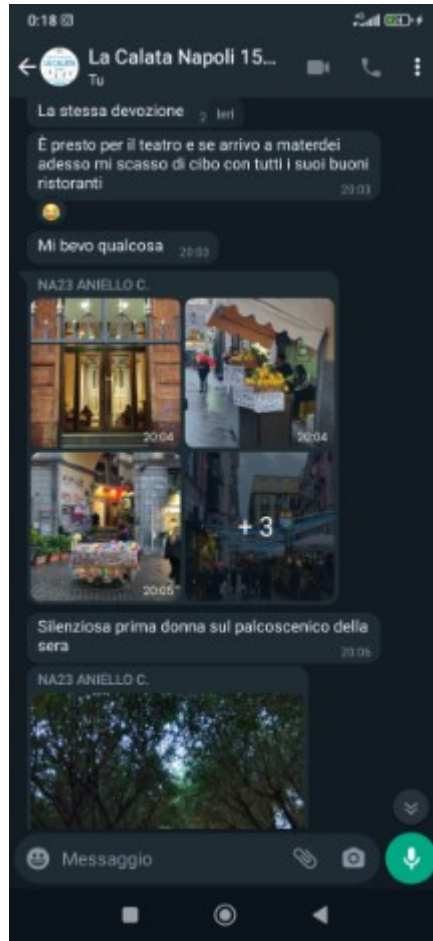 0:18
La Calata Napoli 15...
Tu
La stessa devozione
Ieri
È presto per il teatro e se arrivo a materdei
adesso mi scasso di cibo con tutti i suoi buoni
ristoranti
20:03
Mi bevo qualcosa
20:03
NA23 ANIELLO C.
20:04
20:04
20:05
+ 3
Silenziosa prima donna sul palcoscenico della
sera
20:06
NA23 ANIELLO C.
Messaggio